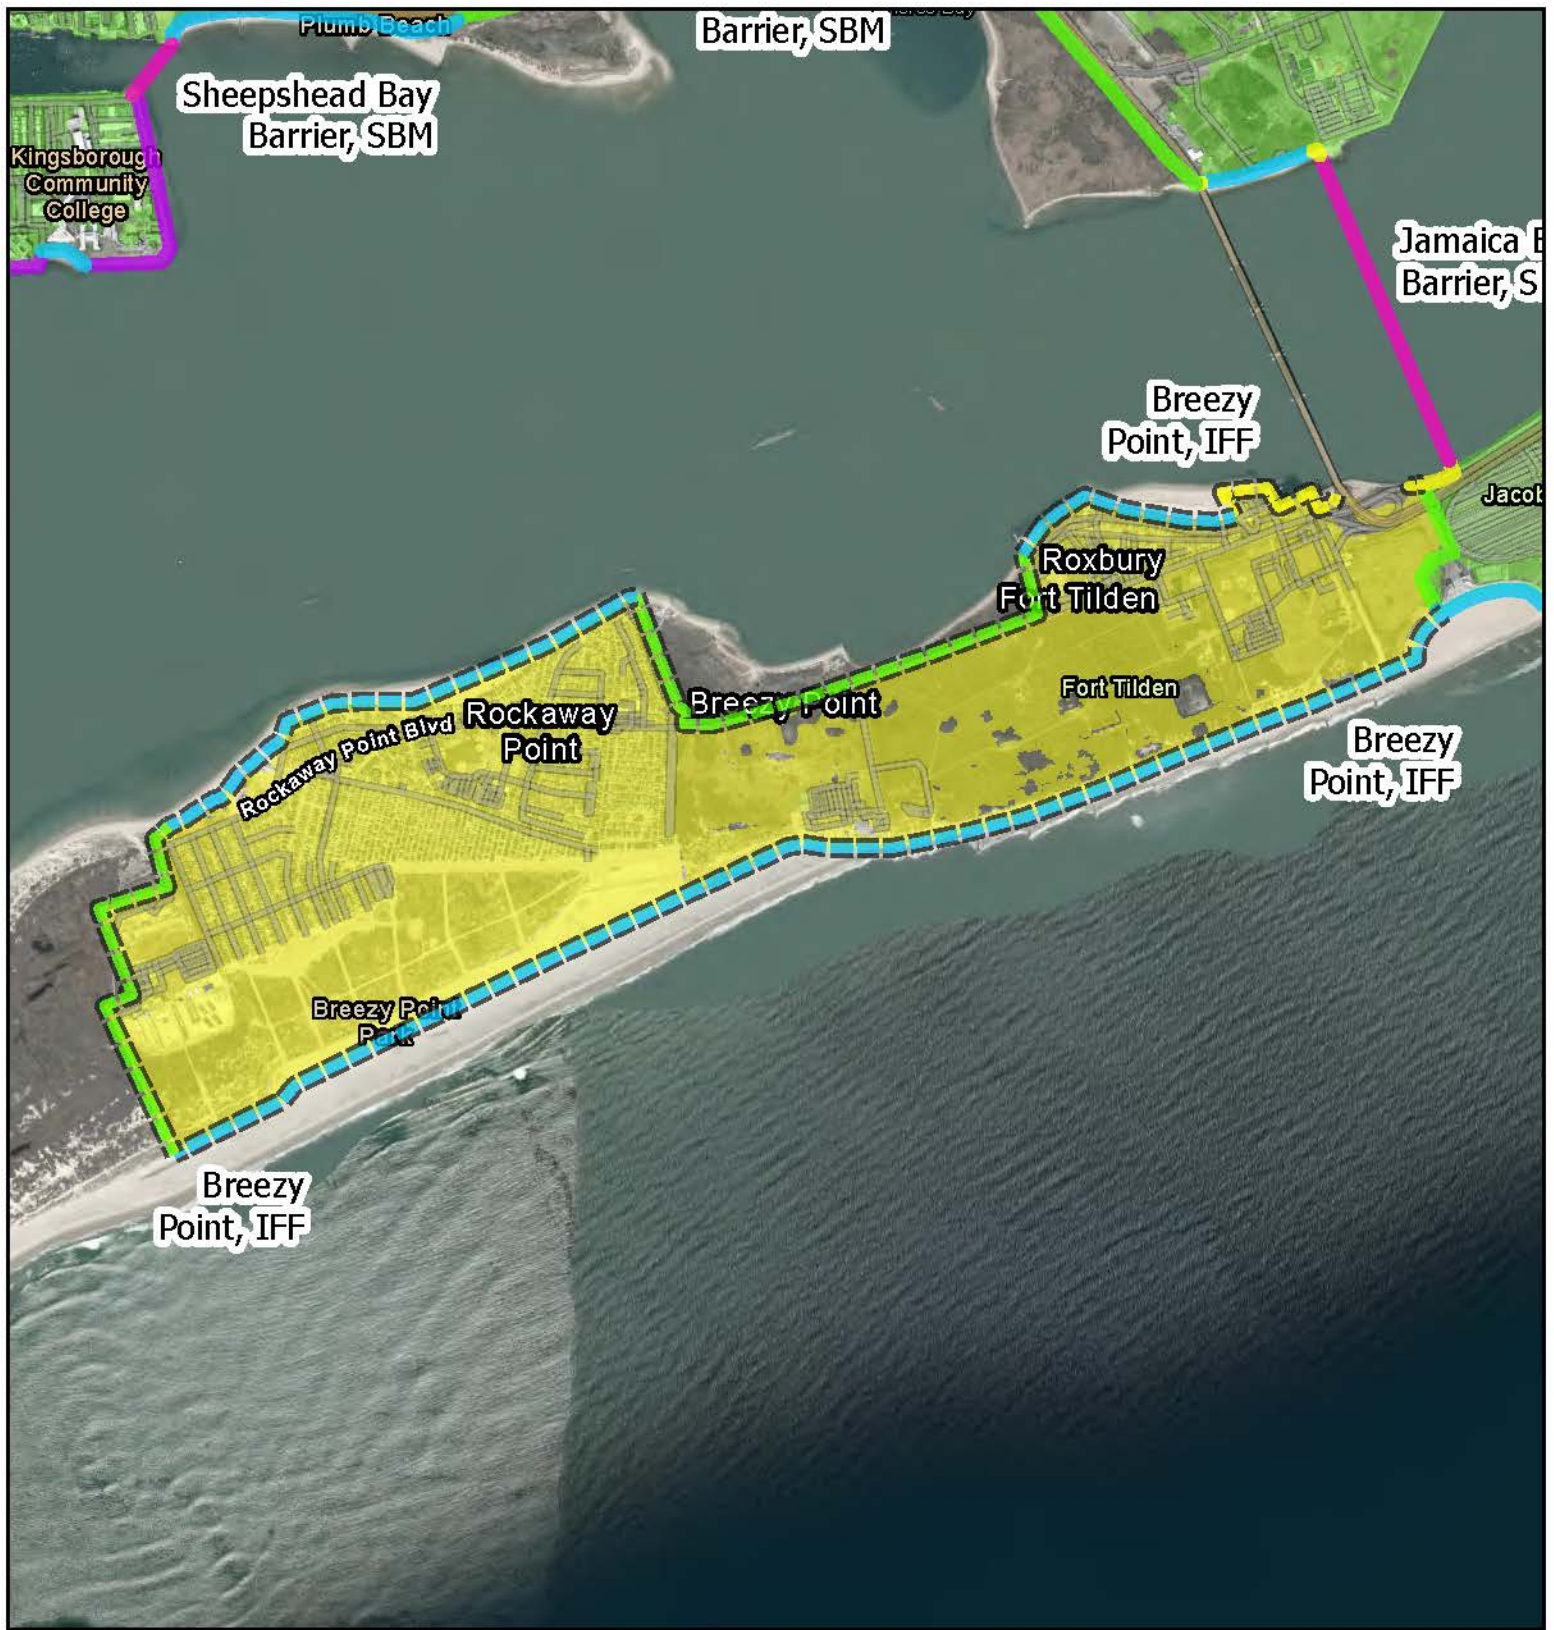 Plumb Beach
Barrier, SBM
Sheepshead Bay
Barrier, SBM
Kingsborough
Community
College
Jamaica
Barrier,
Breezy
Point, IFF
Roxbury
Fort Tilden
Fort Tilden
Breezy Point
Rockaway
Point
Rockaway Point Blvd
Breezy
Point, IFF
Breezy Point
Park
Breezy
Point, IFF